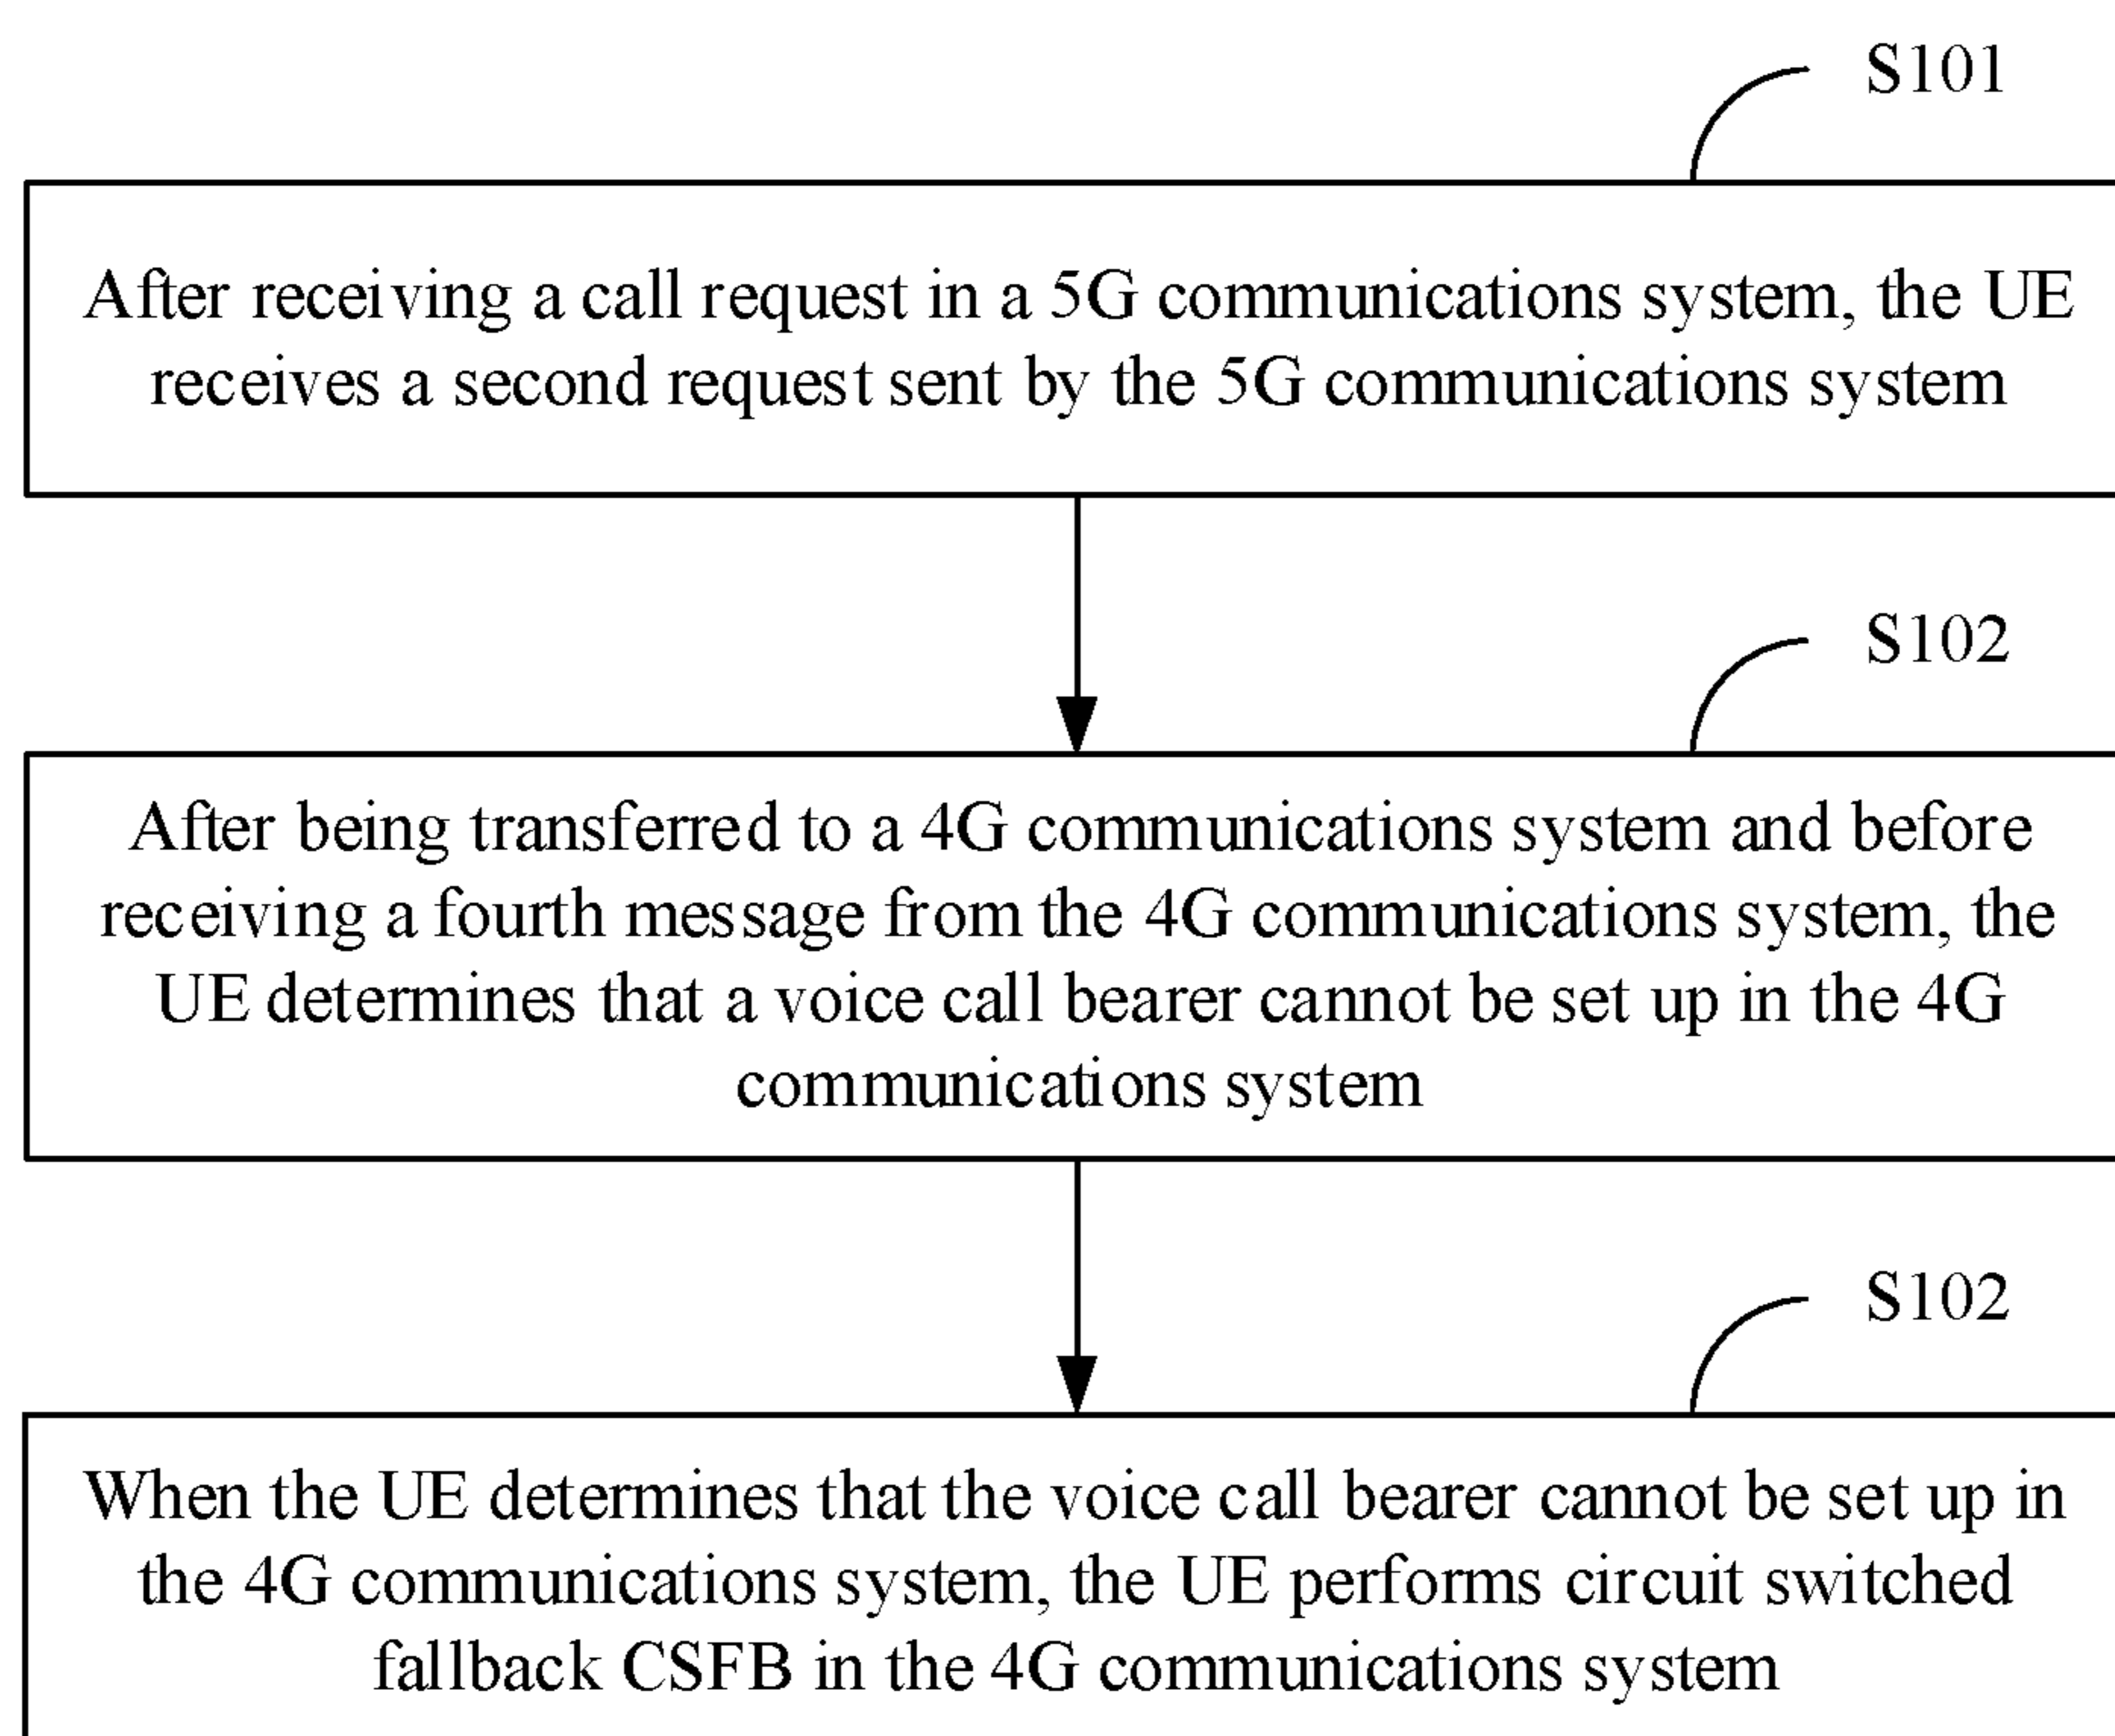 S101
After receiving a call request in a 5G communications system, the UE
receives a second request sent by the 5G communications system
S102
After being transferred to a 4G communications system and before
receiving a fourth message from the 4G communications system, the
UE determines that a voice call bearer cannot be set up in the 4G
communications system
S102
When the UE determines that the voice call bearer cannot be set up in
the 4G communications system, the UE performs circuit switched
fallback CSFB in the 4G communications system